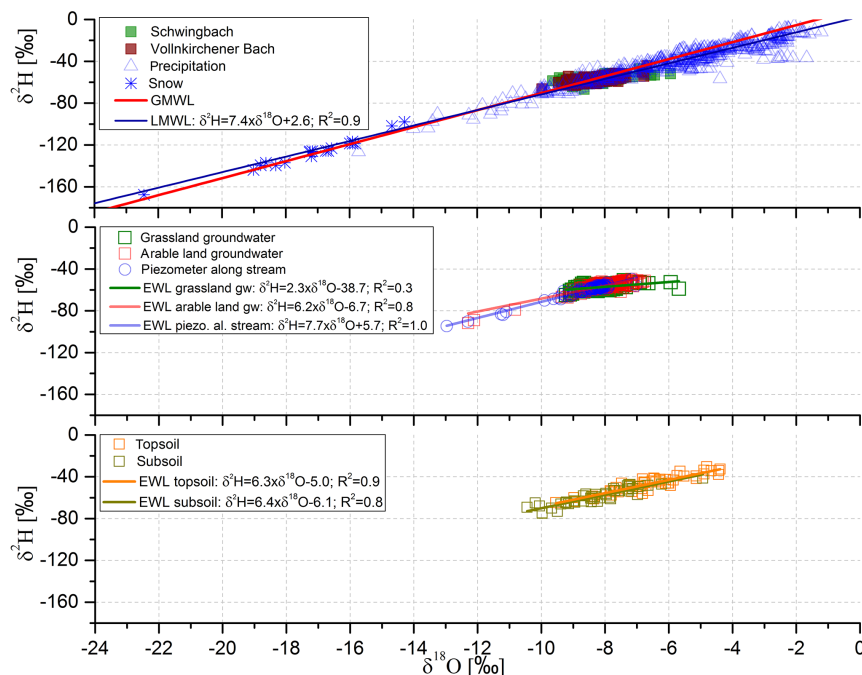 δ²H [‰]
0
-40
-80
-120
-160
Schwingbach
Vollnkirchener Bach
Precipitation
Snow
GMWL
LMWL: δ²H=7.4xδ¹⁸O+2.6; R²=0.9
δ²H [‰]
0
-40
-80
-120
-160
Grassland groundwater
Arable land groundwater
Piezometer along stream
EWL grassland gw: δ²H=2.3xδ¹⁸O-38.7; R²=0.3
EWL arable land gw: δ²H=6.2xδ¹⁸O-6.7; R²=0.8
EWL piezo. al. stream: δ²H=7.7xδ¹⁸O+5.7; R²=1.0
δ²H [‰]
0
-40
-80
-120
-160
Topsoil
Subsoil
EWL topsoil: δ²H=6.3xδ¹⁸O-5.0; R²=0.9
EWL subsoil: δ²H=6.4xδ¹⁸O-6.1; R²=0.8
-24 -22 -20 -18 -16 -14 -12 -10 -8 -6 -4 -2 0
δ¹⁸O [‰]